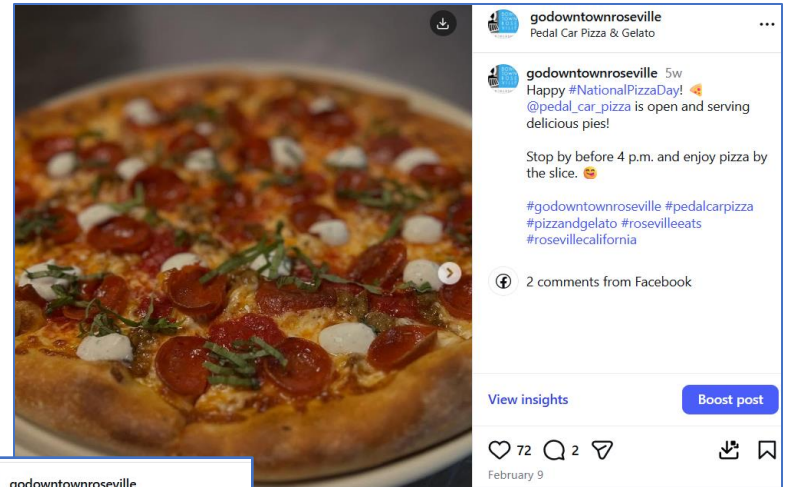 godowntownroseville
Pedal Car Pizza & Gelato
godowntownroseville 5w
Happy #NationalPizzaDay! 🍕
@pedal_car_pizza is open and serving
delicious pies!
Stop by before 4 p.m. and enjoy pizza by
the slice. 😋
#godowntownroseville #pedalcarpizza
#pizzandgelato #rosevilleeats
#rosevillecalifornia
2 comments from Facebook
View insights
Boost post
72 2
February 9
godowntownroseville